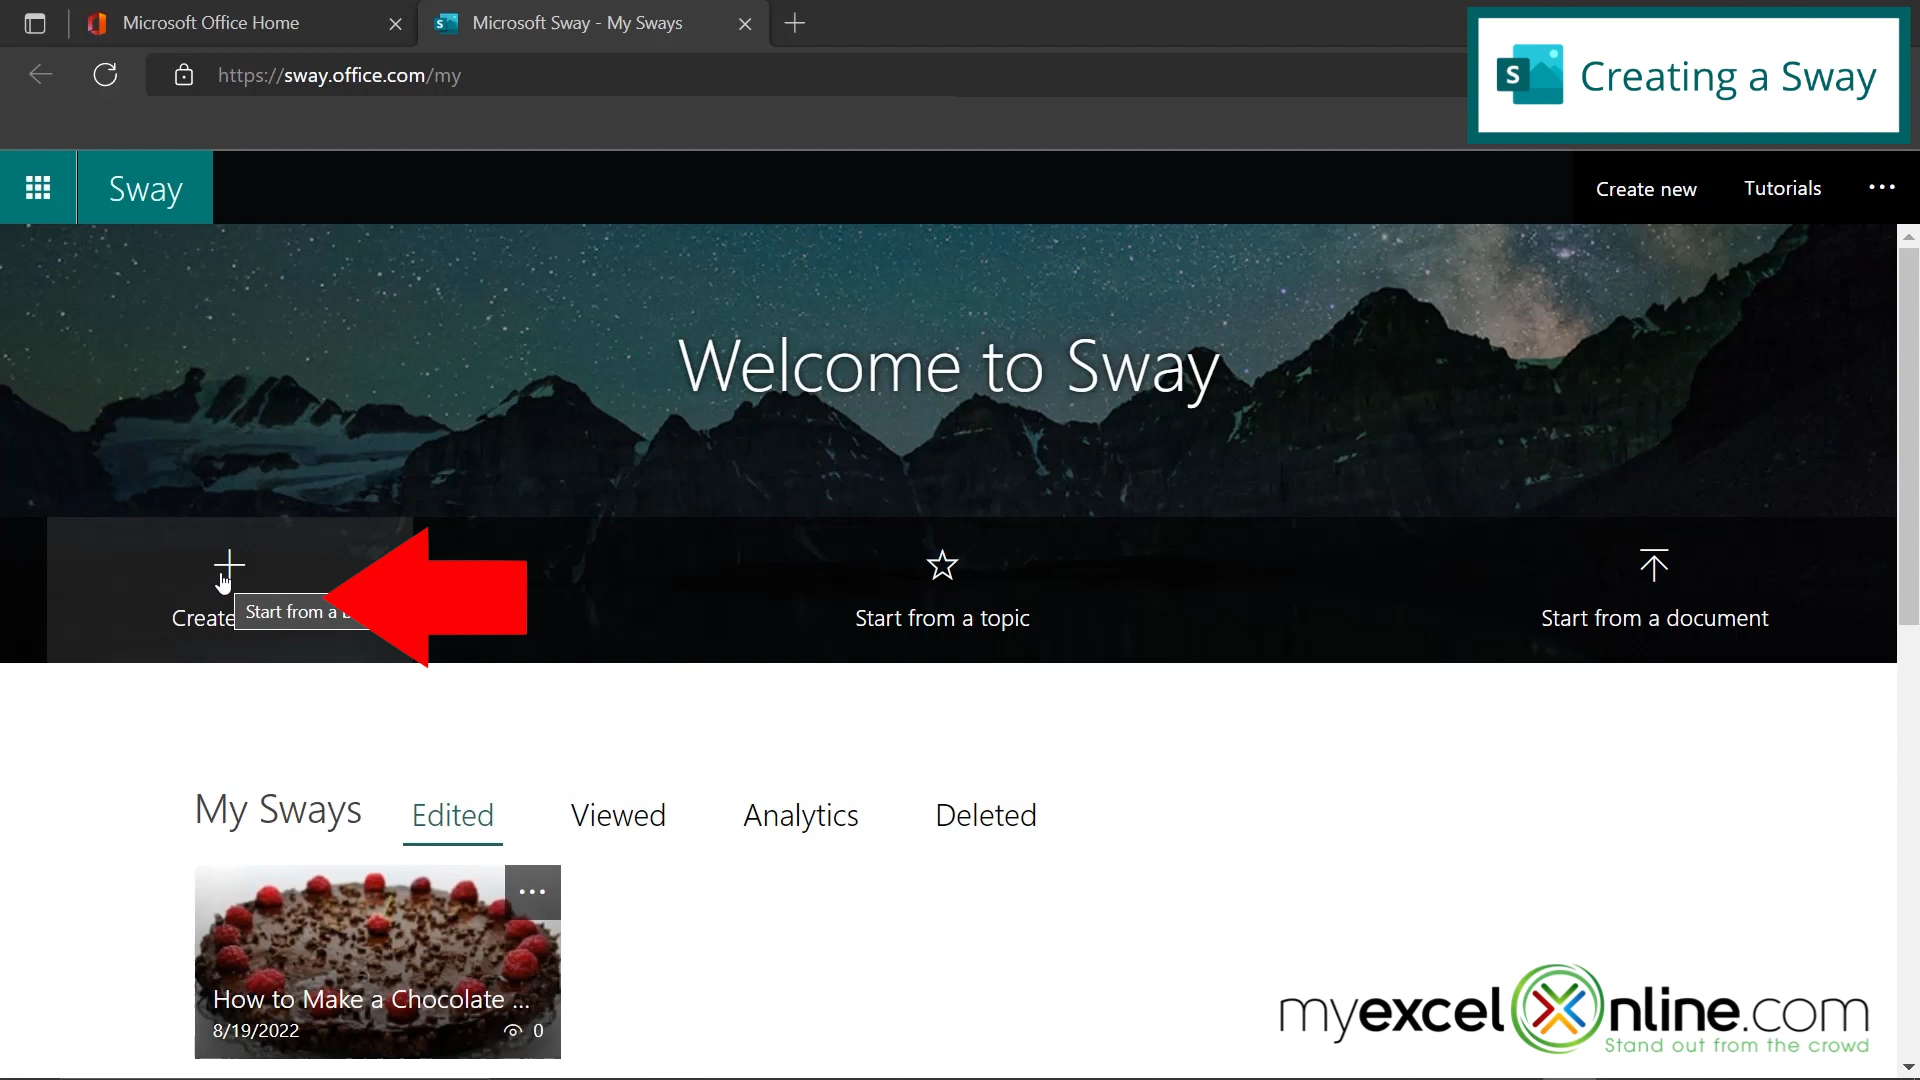 Microsoft Office Home
Microsoft Sway - My Sways
https://sway.office.com/my
S Creating a Sway
Sway
Create new
Tutorials
Welcome to Sway
Create
Start from a
Start from a topic
Start from a document
My Sways
Edited
Viewed
Analytics
Deleted
How to Make a Chocolate ...
8/19/2022
0
myexcelonline.com
Stand out from the crowd